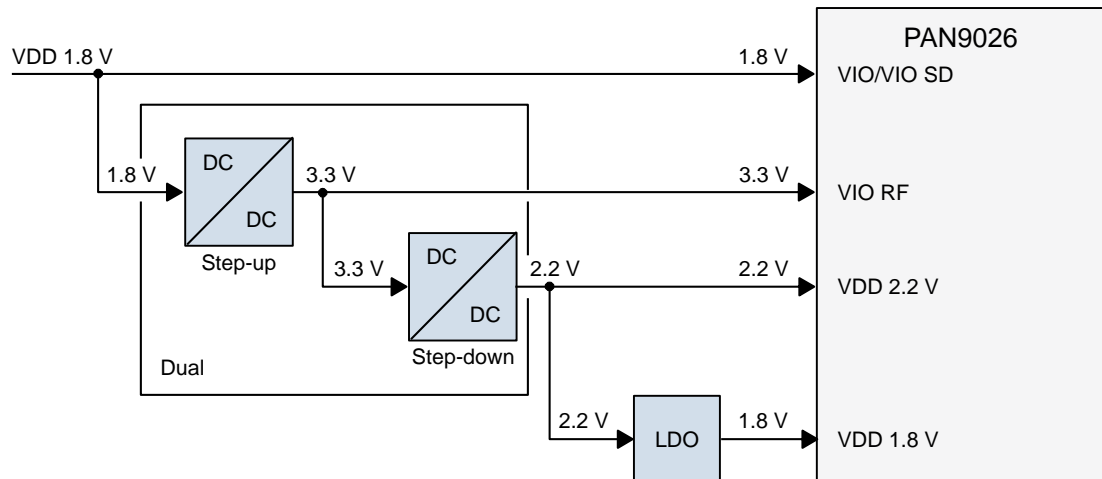 PAN9026
VDD 1.8 V
1.8 V
VIO/VIO SD
DC
DC
1.8 V
3.3 V
3.3 V
VIO RF
Step-up
DC
DC
3.3 V
2.2 V
2.2 V
VDD 2.2 V
Step-down
Dual
2.2 V
LDO
1.8 V
VDD 1.8 V